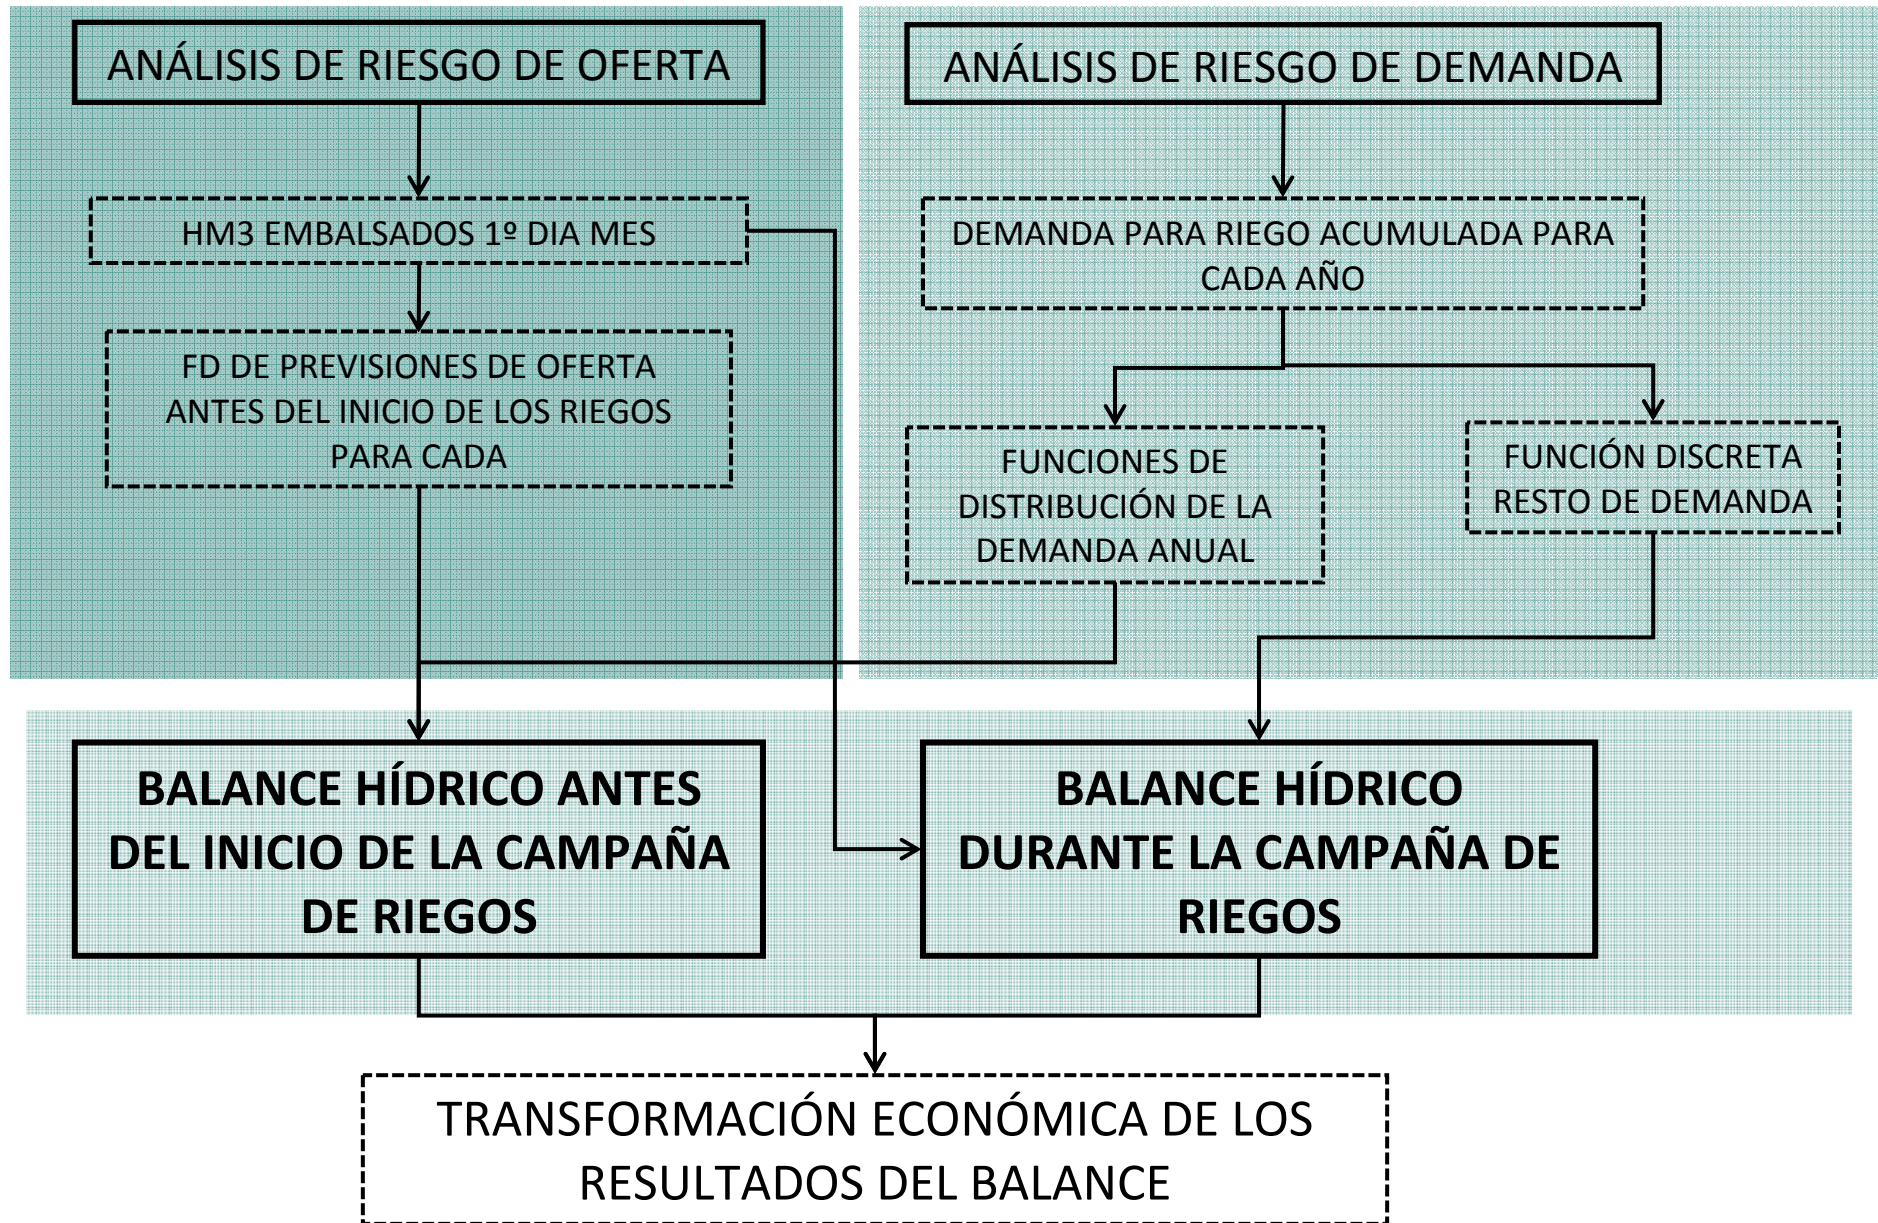 ANÁLISIS DE RIESGO DE OFERTA
HM3 EMBALSADOS 1º DIA MES
FD DE PREVISIONES DE OFERTA
ANTES DEL INICIO DE LOS RIEGOS
PARA CADA
ANÁLISIS DE RIESGO DE DEMANDA
DEMANDA PARA RIEGO ACUMULADA PARA
CADA AÑO
FUNCIONES DE
DISTRIBUCIÓN DE LA
DEMANDA ANUAL
FUNCIÓN DISCRETA
RESTO DE DEMANDA
BALANCE HÍDRICO ANTES
DEL INICIO DE LA CAMPAÑA
DE RIEGOS
BALANCE HÍDRICO
DURANTE LA CAMPAÑA DE
RIEGOS
TRANSFORMACIÓN ECONÓMICA DE LOS
RESULTADOS DEL BALANCE